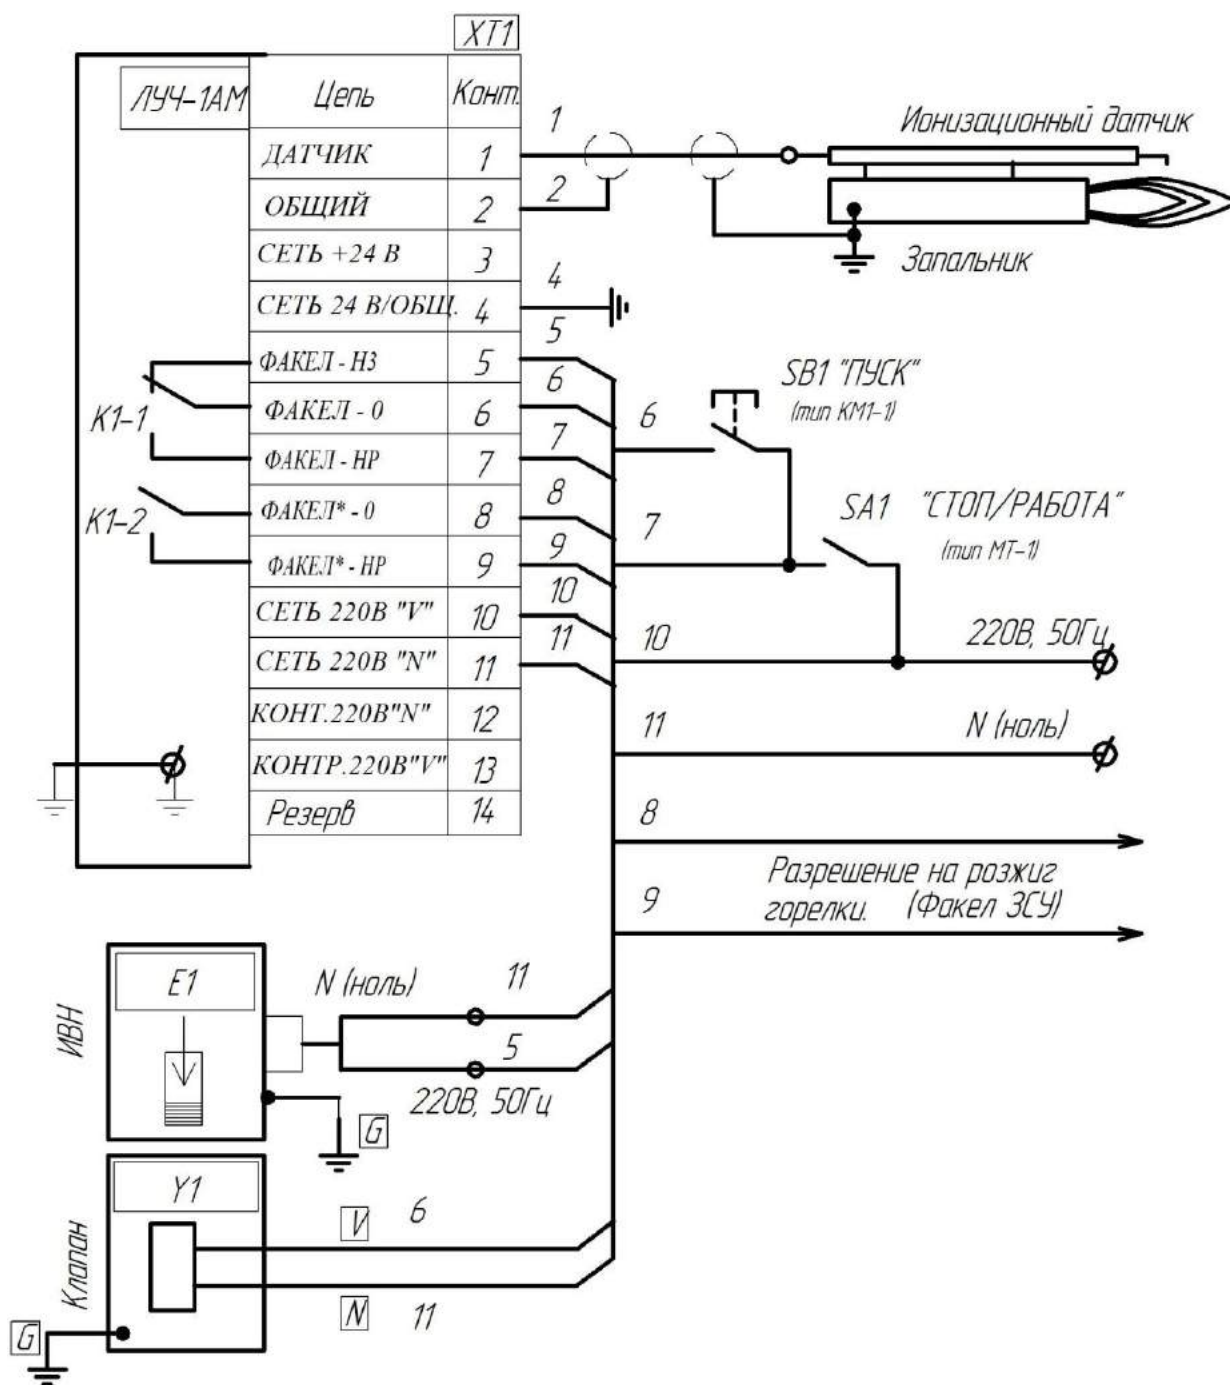 XT1
ЛУЧ-1АМ Цепь Конт.
ДАТЧИК 1
ОБЩИЙ 2
СЕТЬ +24 В 3
СЕТЬ 24 В/ОБЩ. 4
ФАКЕЛ - НЗ 5
ФАКЕЛ - 0 6
ФАКЕЛ - НР 7
ФАКЕЛ* - 0 8
ФАКЕЛ* - НР 9
СЕТЬ 220В "V" 10
СЕТЬ 220В "N" 11
КОНТ.220В"N" 12
КОНТР.220В"V" 13
Резерв 14
К1-1
К1-2
1
2
4
5
6
7
8
9
10
11
Ионизационный датчик
Запальник
SB1 "ПУСК"
(тип КМ1-1)
6
SA1 "СТОП/РАБОТА"
(тип МТ-1)
7
10
220В, 50Гц
11
N (ноль)
8
Разрешение на розжиг
горелки. (Факел ЗСУ)
9
ИВН
E1
N (ноль) 11
5
220В, 50Гц
G
Клапан
Y1
V 6
N 11
G